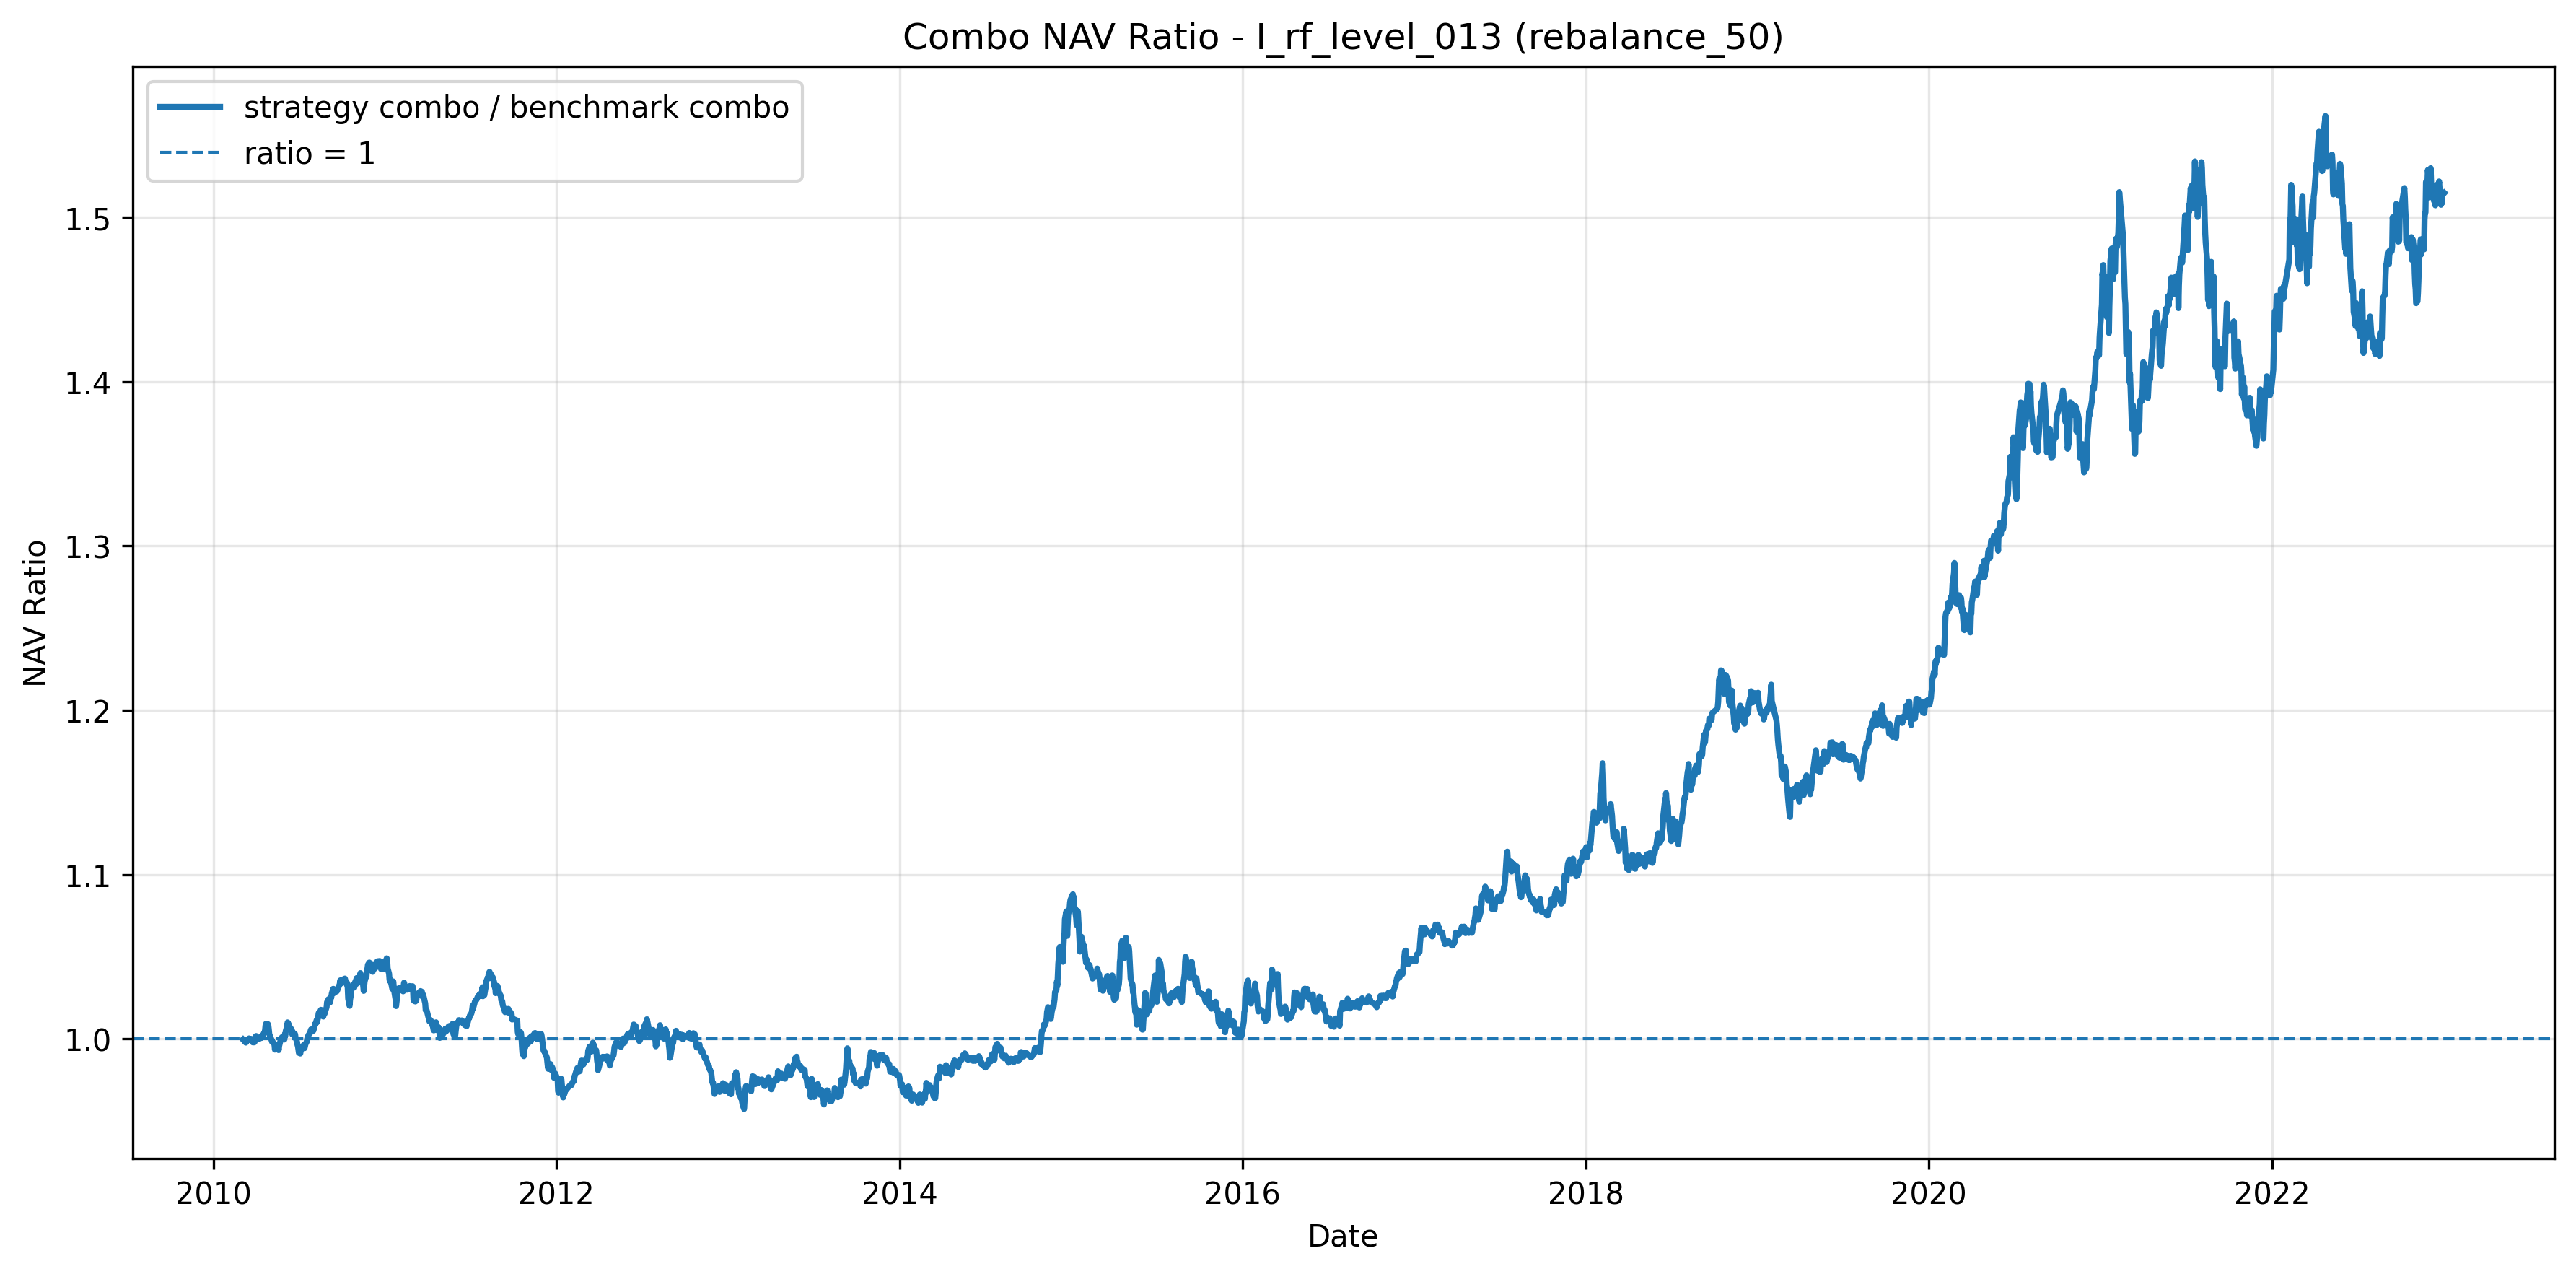 Combo NAV Ratio - I_rf_level_013 (rebalance_50)
strategy combo / benchmark combo
ratio = 1
NAV Ratio
1.5
1.4
1.3
1.2
1.1
1.0
2010
2012
2014
2016
2018
2020
2022
Date